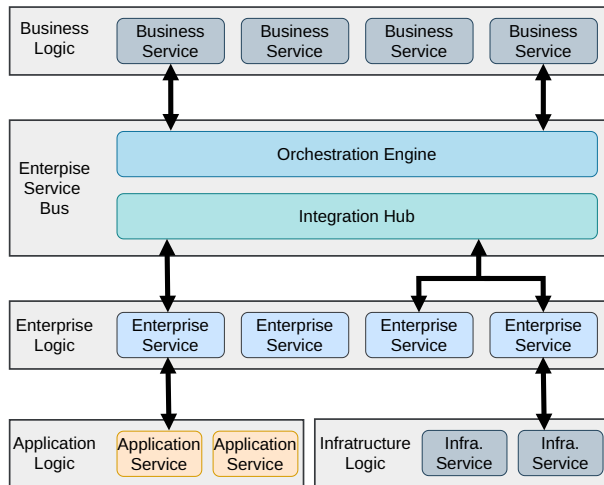 Business
Logic
Business
Service
Business
Service
Business
Service
Business
Service
Enterpise
Service
Bus
Orchestration Engine
Integration Hub
Enterprise
Logic
Enterprise
Service
Enterprise
Service
Enterprise
Service
Enterprise
Service
Application
Logic
Application
Service
Application
Service
Infratructure
Logic
Infra.
Service
Infra.
Service